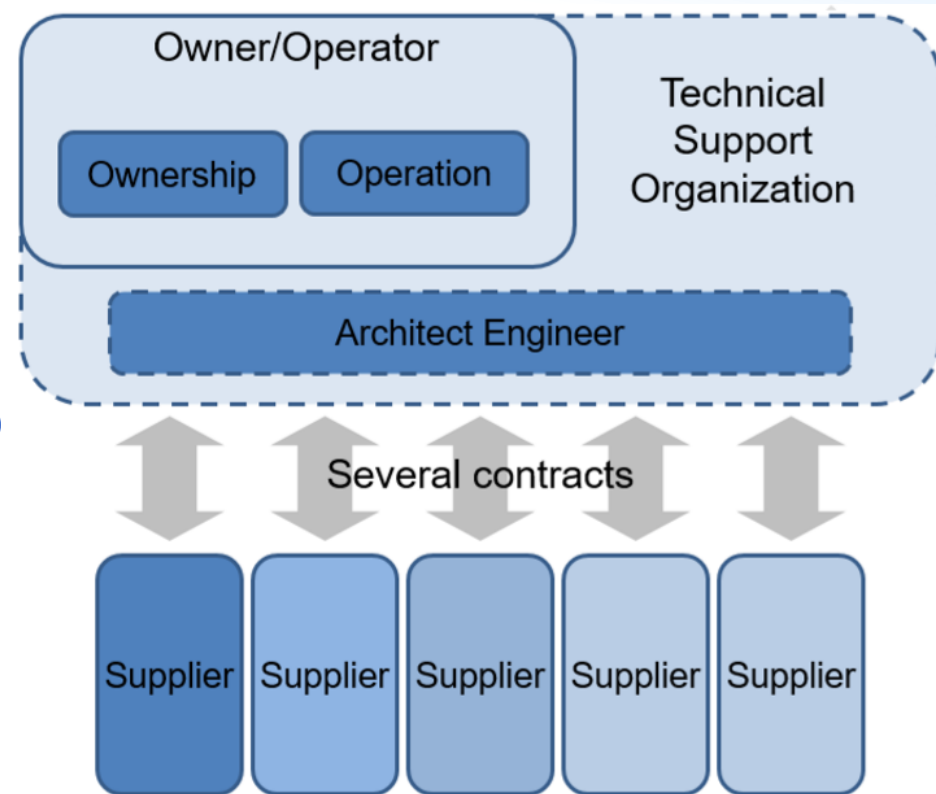 Owner/Operator
Technical
Support
Organization
Ownership
Operation
Architect Engineer
Several contracts
Supplier
Supplier
Supplier
Supplier
Supplier